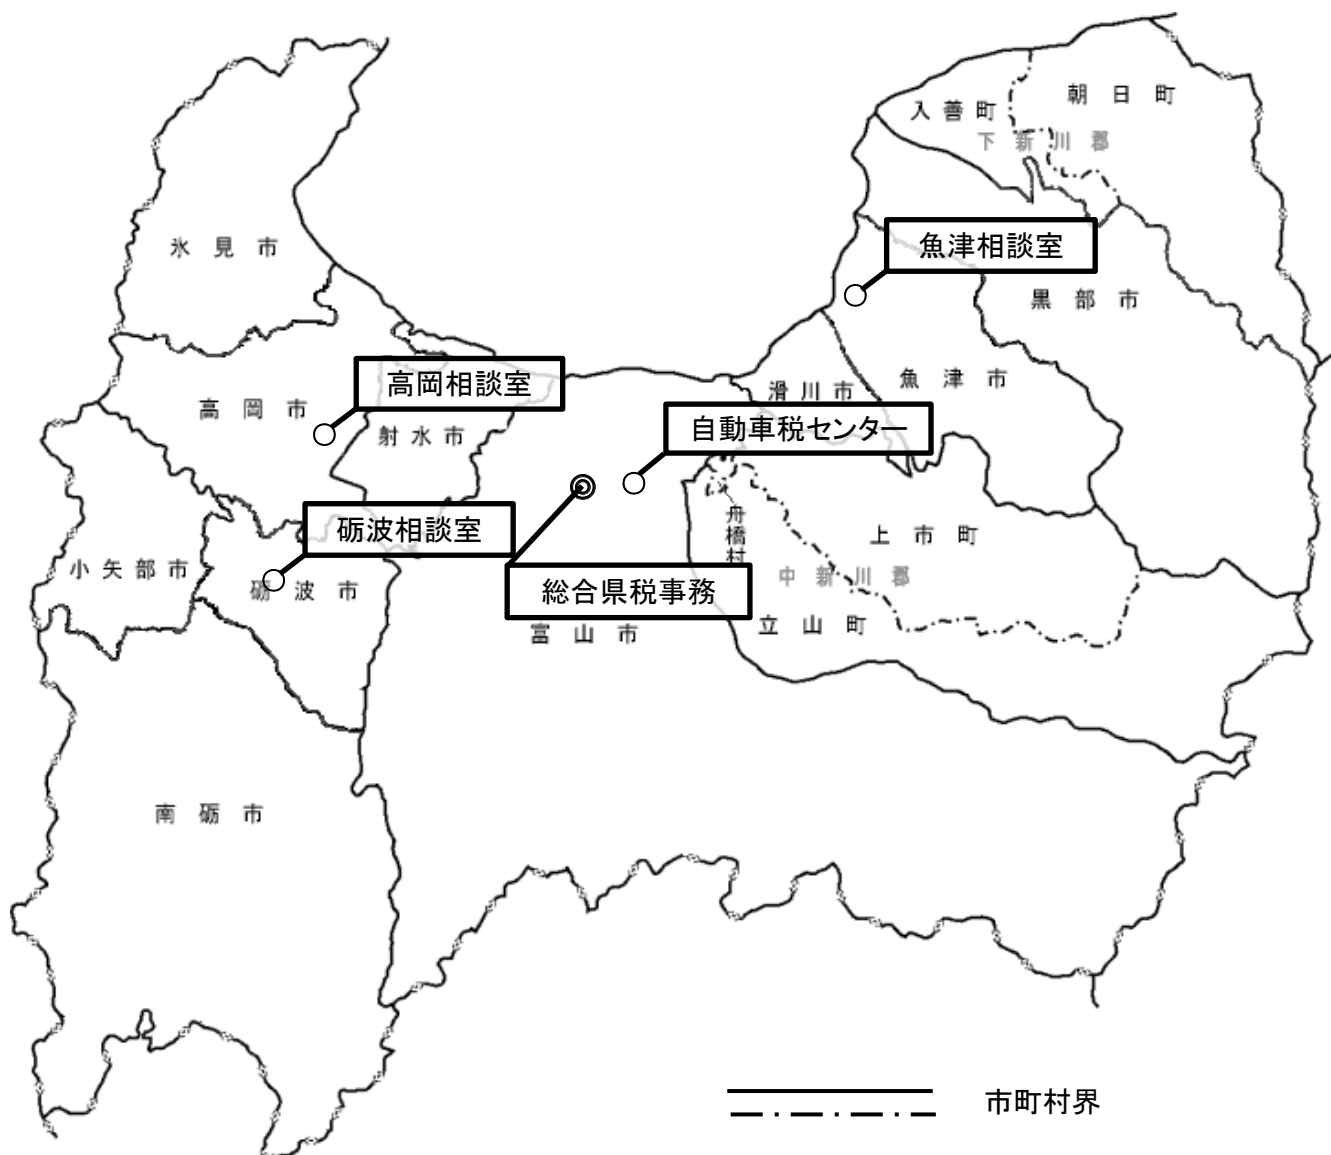 朝日町
入善町
下新川郡
魚津相談室
氷見市
黒部市
高岡相談室
魚津市
滑川市
高岡市
自動車税センター
射水市
砺波相談室
舟橋村
上市町
小矢部市
中新川郡
砺波市
総合県税事務
立山町
富山市
南砺市
市町村界